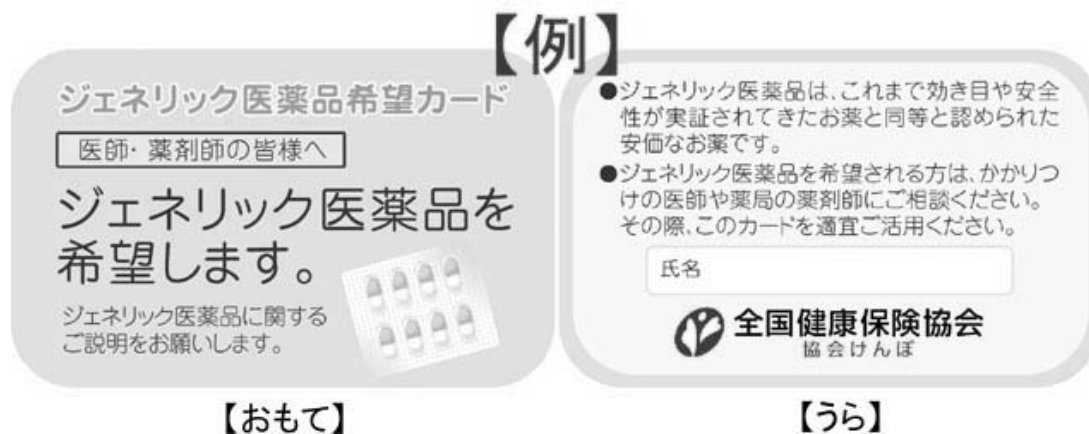 【例】
ジェネリック医薬品希望カード
医師・薬剤師の皆様へ
ジェネリック医薬品を
希望します。
ジェネリック医薬品に関する
ご説明をお願いします。
【おもて】
●ジェネリック医薬品は、これまで効き目や安全
性が実証されてきたお薬と同等と認められた
安価なお薬です。
●ジェネリック医薬品を希望される方は、かかりつ
けの医師や薬局の薬剤師にご相談ください。
その際、このカードを適宜ご活用ください。
氏名
全国健康保険協会
協会けんぽ
【うら】